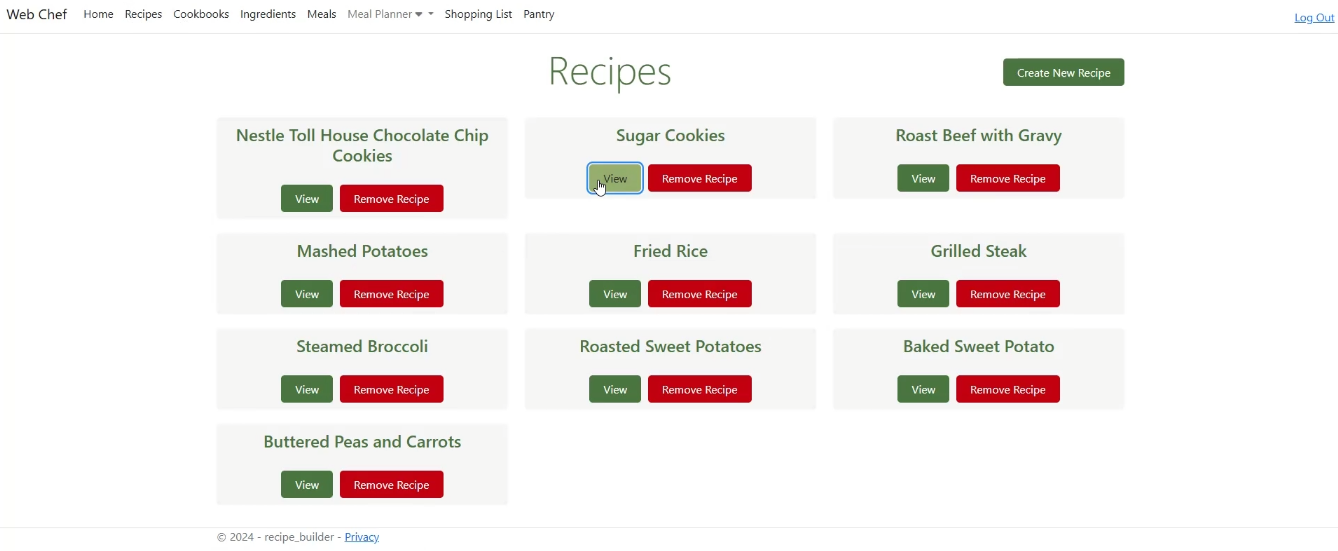 Web Chef Home Recipes Cookbooks Ingredients Meals Meal Planner Shopping List Pantry Log Out
Recipes
Create New Recipe
Nestle Toll House Chocolate Chip
Cookies
View Remove Recipe
Sugar Cookies
View Remove Recipe
Roast Beef with Gravy
View Remove Recipe
Mashed Potatoes
View Remove Recipe
Fried Rice
View Remove Recipe
Grilled Steak
View Remove Recipe
Steamed Broccoli
View Remove Recipe
Roasted Sweet Potatoes
View Remove Recipe
Baked Sweet Potato
View Remove Recipe
Buttered Peas and Carrots
View Remove Recipe
© 2024 - recipe_builder - Privacy